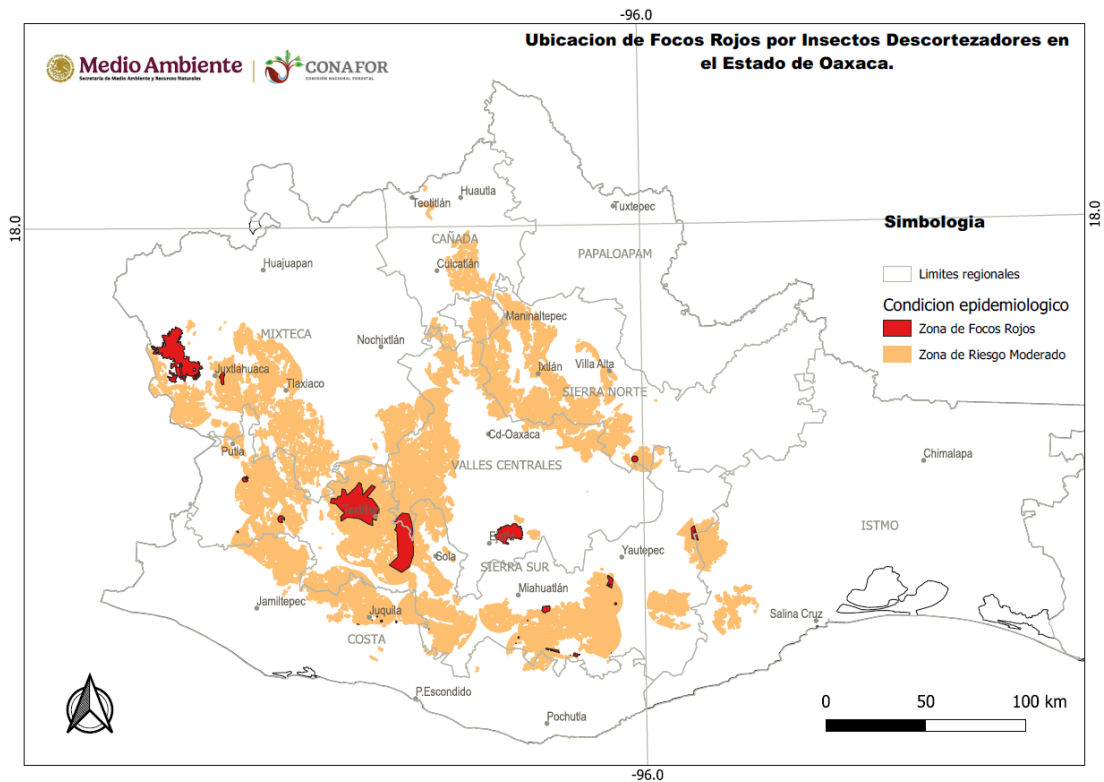 -96.0
Ubicacion de Focos Rojos por Insectos Descortezadores en
el Estado de Oaxaca.
Medio Ambiente
Secretaría de Medio Ambiente y Recursos Naturales
CONAFOR
COMISIÓN NACIONAL FORESTAL
Teotitlán
Huautla
Tuxtepec
18.0
18.0
Simbologia
CAÑADA
PAPALOAPAM
Huajuapan
Cuicatlán
Limites regionales
Condicion epidemiologico
Zona de Focos Rojos
Zona de Riesgo Moderado
Maninaltepec
MIXTECA
Nochixtlán
Ixtlán
Villa Alta
Juxtláhuaca
Tlaxiaco
SIERRA NORTE
Cd-Oaxaca
Putla
VALLES CENTRALES
Chimalapa
ISTMO
Sola
Yautepec
SIERRA SUR
Miahuatlán
Jamiltepec
Juquila
Salina Cruz
COSTA
P.Escondido
Pochutla
0 50 100 km
-96.0